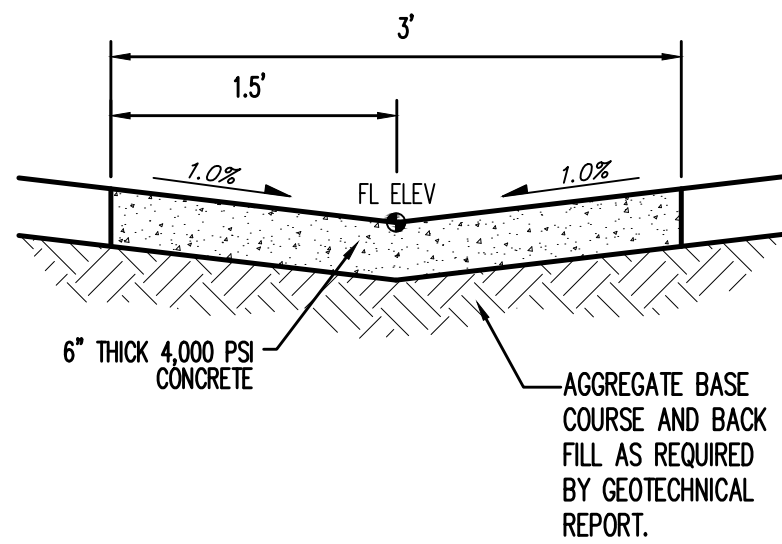 3'
1.5'
1.0%
1.0%
FL ELEV
6" THICK 4,000 PSI
CONCRETE
AGGREGATE BASE
COURSE AND BACK
FILL AS REQUIRED
BY GEOTECHNICAL
REPORT.